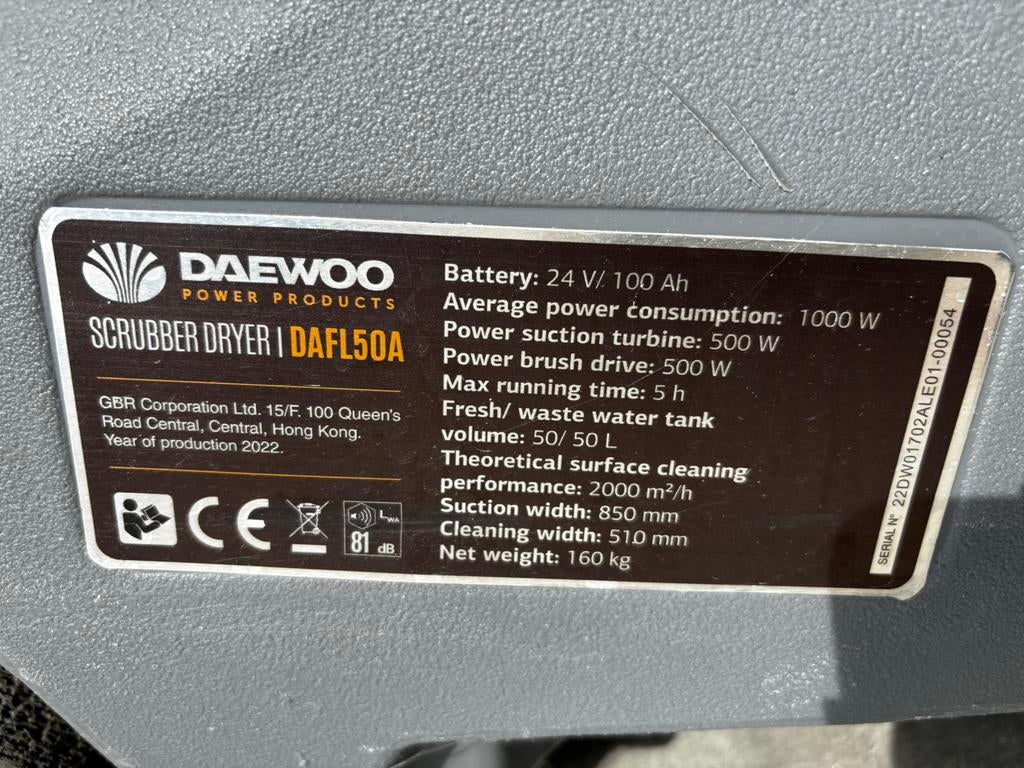 DAEWOO
POWER PRODUCTS
SCRUBBER DRYER | DAFL50A
GBR Corporation Ltd. 15/F. 100 Queen's
Road Central, Central, Hong Kong.
Year of production 2022.
CE
LWA
81 dB
Battery: 24 V/ 100 Ah
Average power consumption: 1000 W
Power suction turbine: 500 W
Power brush drive: 500 W
Max running time: 5 h
Fresh/ waste water tank
volume: 50/ 50 L
Theoretical surface cleaning
performance: 2000 m²/h
Suction width: 850 mm
Cleaning width: 510 mm
Net weight: 160 kg
SERIAL Nº 22DW01702ALE01-00054